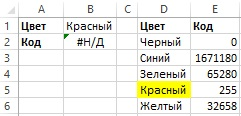 A B C D E
1 Цвет Красный Цвет Код
2 Код #Н/Д Черный 0
3 Синий 1671180
4 Зеленый 65280
5 Красный 255
6 Желтый 32658